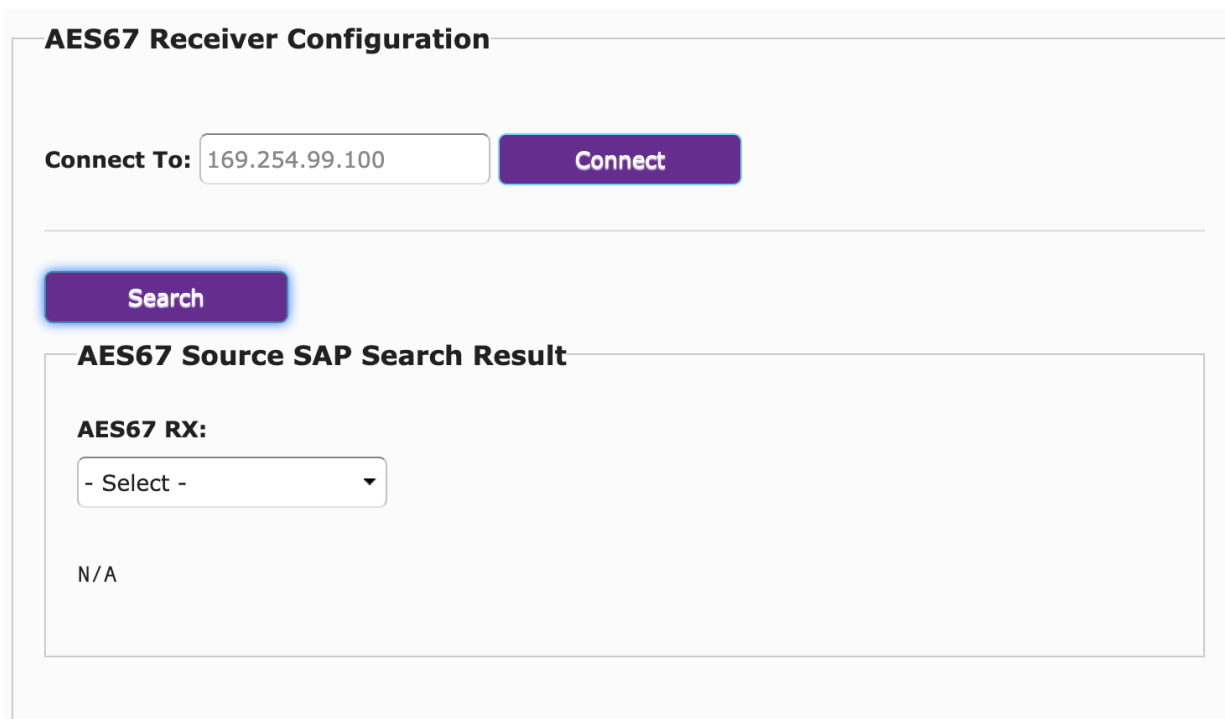 AES67 Receiver Configuration
Connect To: 169.254.99.100 Connect
Search
AES67 Source SAP Search Result
AES67 RX:
- Select -
N/A